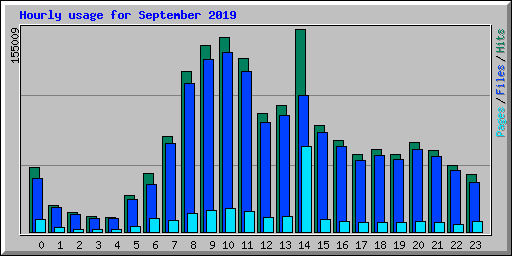 Hourly usage for September 2019
155009
Pages / Files / Hits
0 1 2 3 4 5 6 7 8 9 10 11 12 13 14 15 16 17 18 19 20 21 22 23